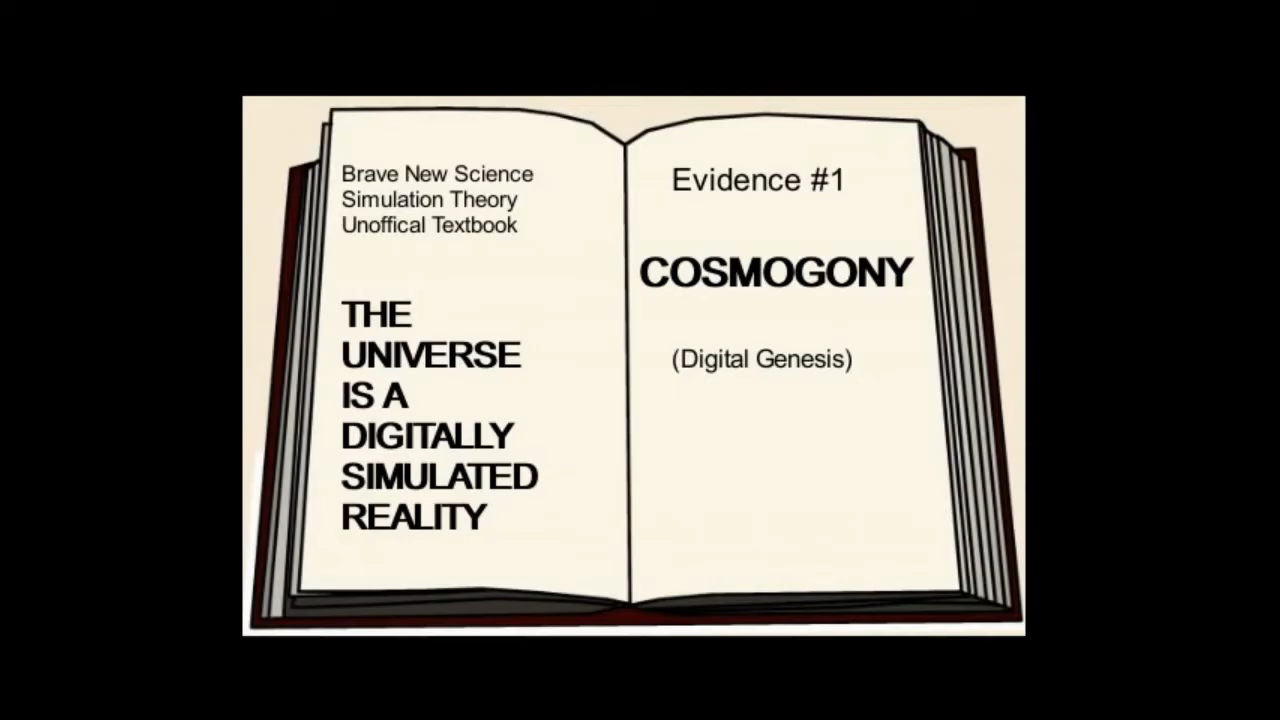 Brave New Science
Simulation Theory
Unoffical Textbook
THE
UNIVERSE
IS A
DIGITALLY
SIMULATED
REALITY
Evidence #1
COSMOGONY
(Digital Genesis)